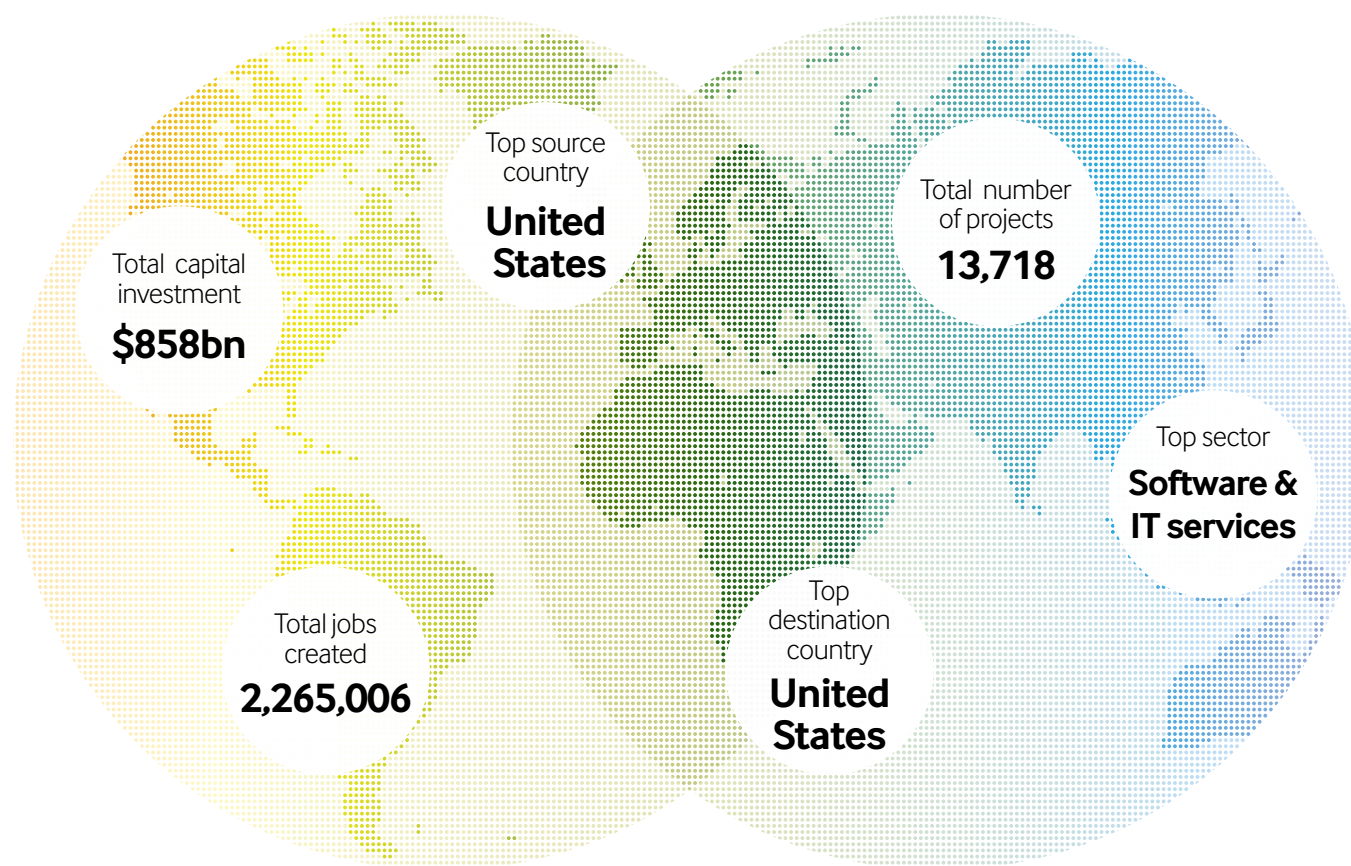 Top source
country
United
States
Total number
of projects
13,718
Total capital
investment
$858bn
Top sector
Software &
IT services
Total jobs
created
2,265,006
Top
destination
country
United
States